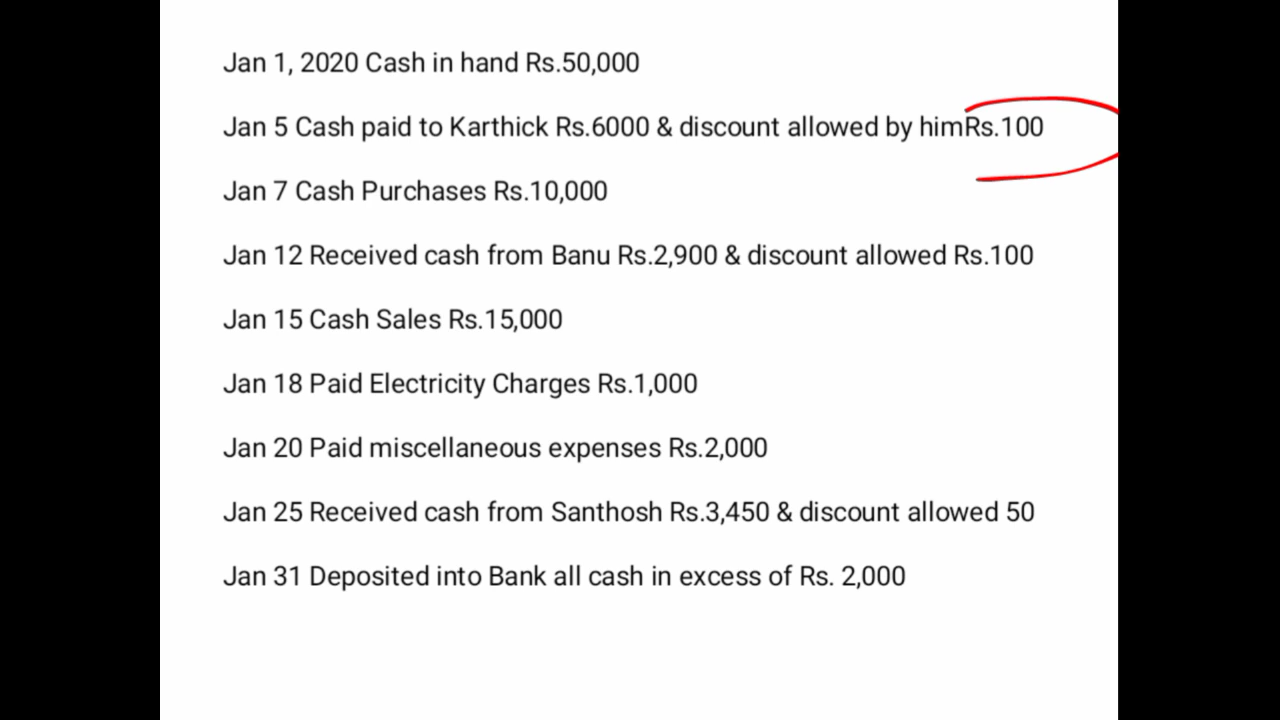 Jan 1, 2020 Cash in hand Rs.50,000
Jan 5 Cash paid to Karthick Rs.6000 & discount allowed by himRs.100
Jan 7 Cash Purchases Rs.10,000
Jan 12 Received cash from Banu Rs.2,900 & discount allowed Rs.100
Jan 15 Cash Sales Rs.15,000
Jan 18 Paid Electricity Charges Rs.1,000
Jan 20 Paid miscellaneous expenses Rs.2,000
Jan 25 Received cash from Santhosh Rs.3,450 & discount allowed 50
Jan 31 Deposited into Bank all cash in excess of Rs. 2,000